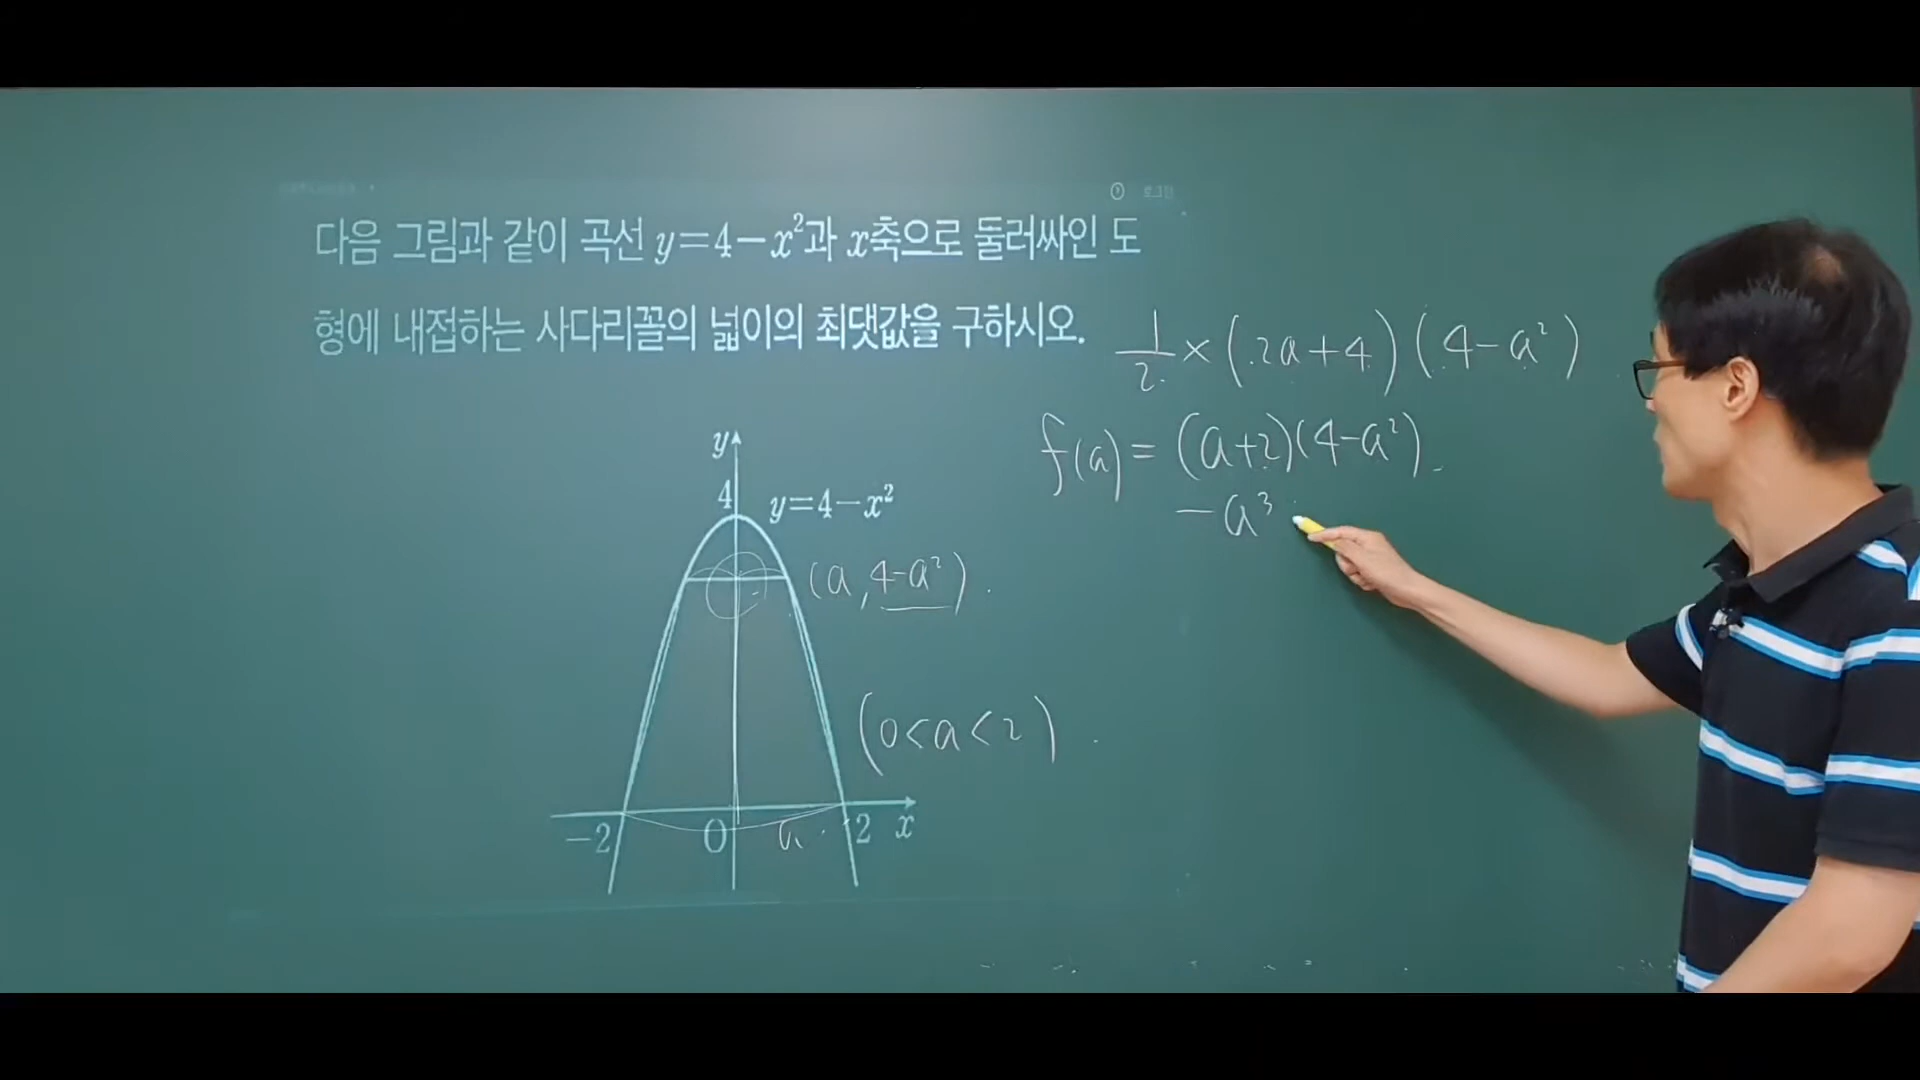 로그인
다음 그림과 같이 곡선 y=4-x²과 x축으로 둘러싸인 도
형에 내접하는 사다리꼴의 넓이의 최댓값을 구하시오.
1/2 × (2a+4)(4-a²)
f(a) = (a+2)(4-a²)
-a³
y
4
y=4-x²
(a, 4-a²)
(0<a<2)
-2
O
a
2
x